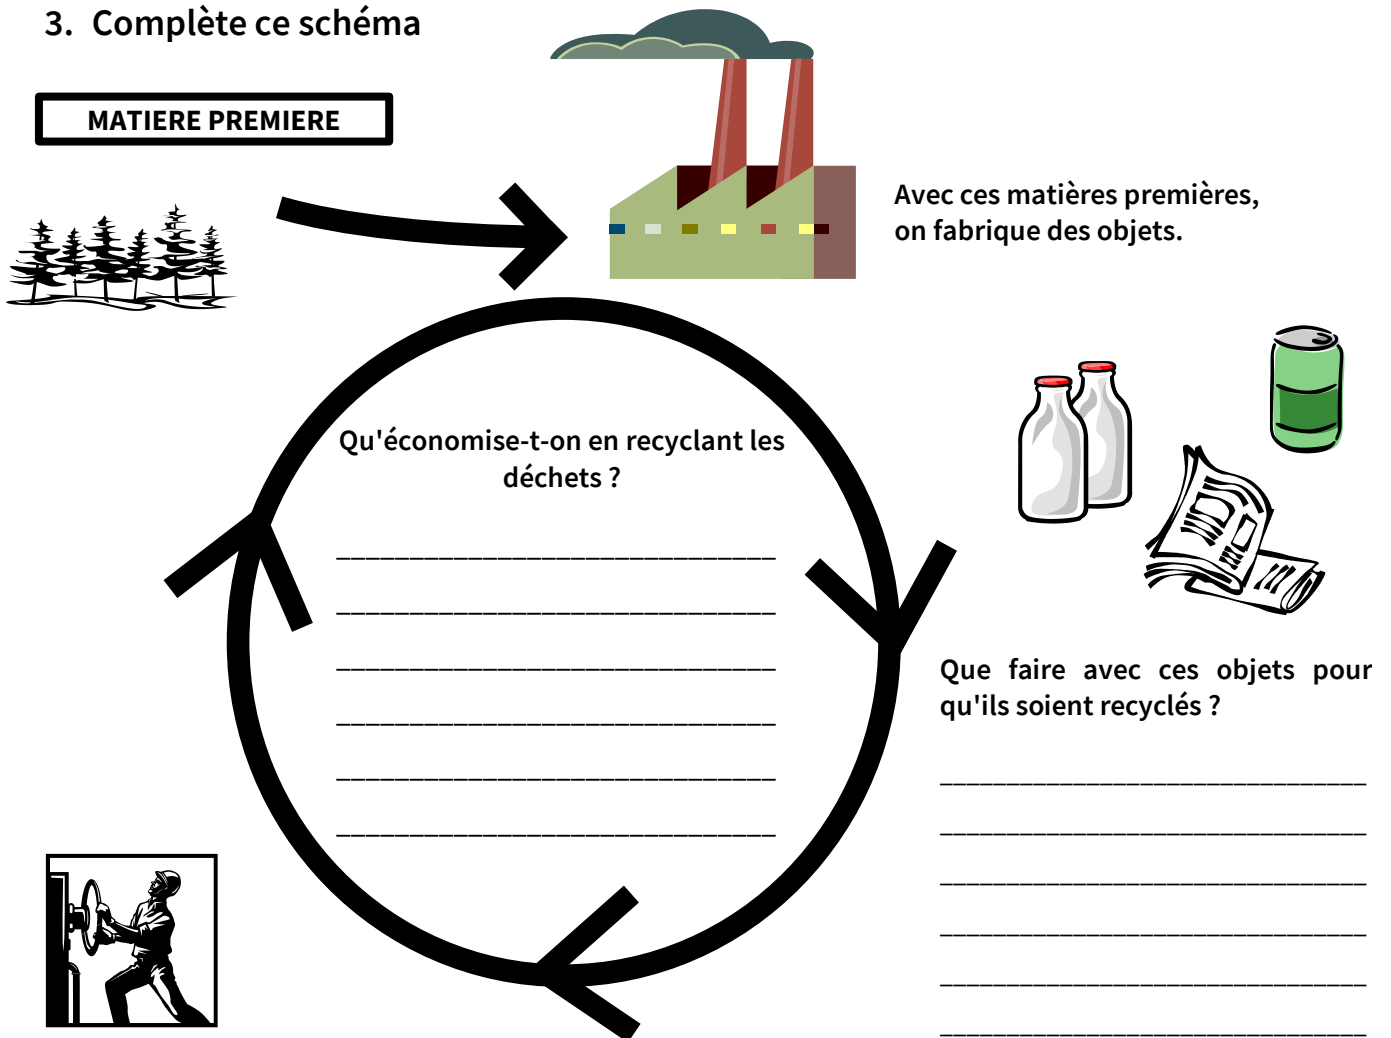 3. Complète ce schéma
MATIERE PREMIERE
Avec ces matières premières,
on fabrique des objets.
Qu'économise-t-on en recyclant les
déchets ?
Que faire avec ces objets pour
qu'ils soient recyclés ?